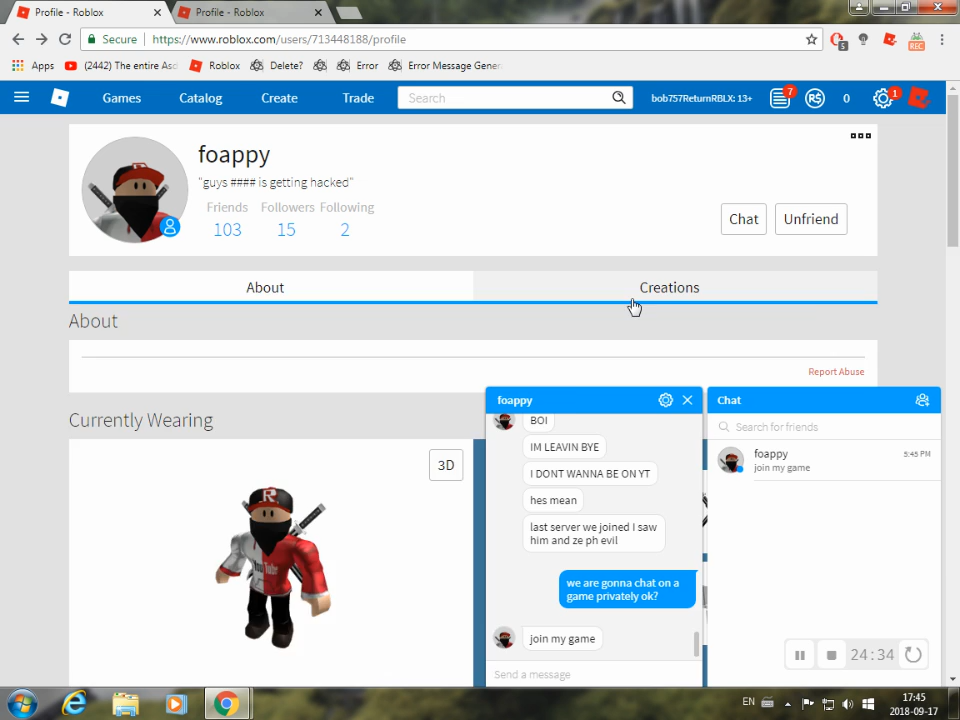 Profile - Roblox
Profile - Roblox
Secure
https://www.roblox.com/users/713448188/profile
5
REC
Apps
(2442) The entire Asc
Roblox
Delete?
Error
Error Message Gener
Games
Catalog
Create
Trade
Search
bob757ReturnRBLX: 13+
7
R$
0
1
foappy
"guys #### is getting hacked"
Friends
Followers
Following
103
15
2
Chat
Unfriend
About
Creations
About
Report Abuse
Currently Wearing
3D
foappy
BOI
IM LEAVIN BYE
I DONT WANNA BE ON YT
hes mean
last server we joined I saw
him and ze ph evil
we are gonna chat on a
game privately ok?
join my game
Send a message
Chat
Search for friends
foappy
5:45 PM
join my game
24:34
EN
17:45
2018-09-17